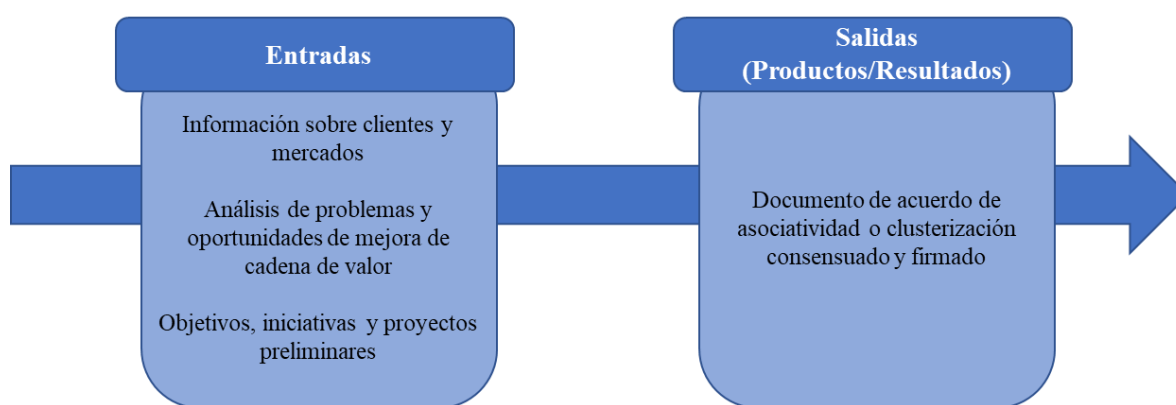 Entradas
Información sobre clientes y
mercados
Análisis de problemas y
oportunidades de mejora de
cadena de valor
Objetivos, iniciativas y proyectos
preliminares
Salidas
(Productos/Resultados)
Documento de acuerdo de
asociatividad o clusterización
consensuado y firmado